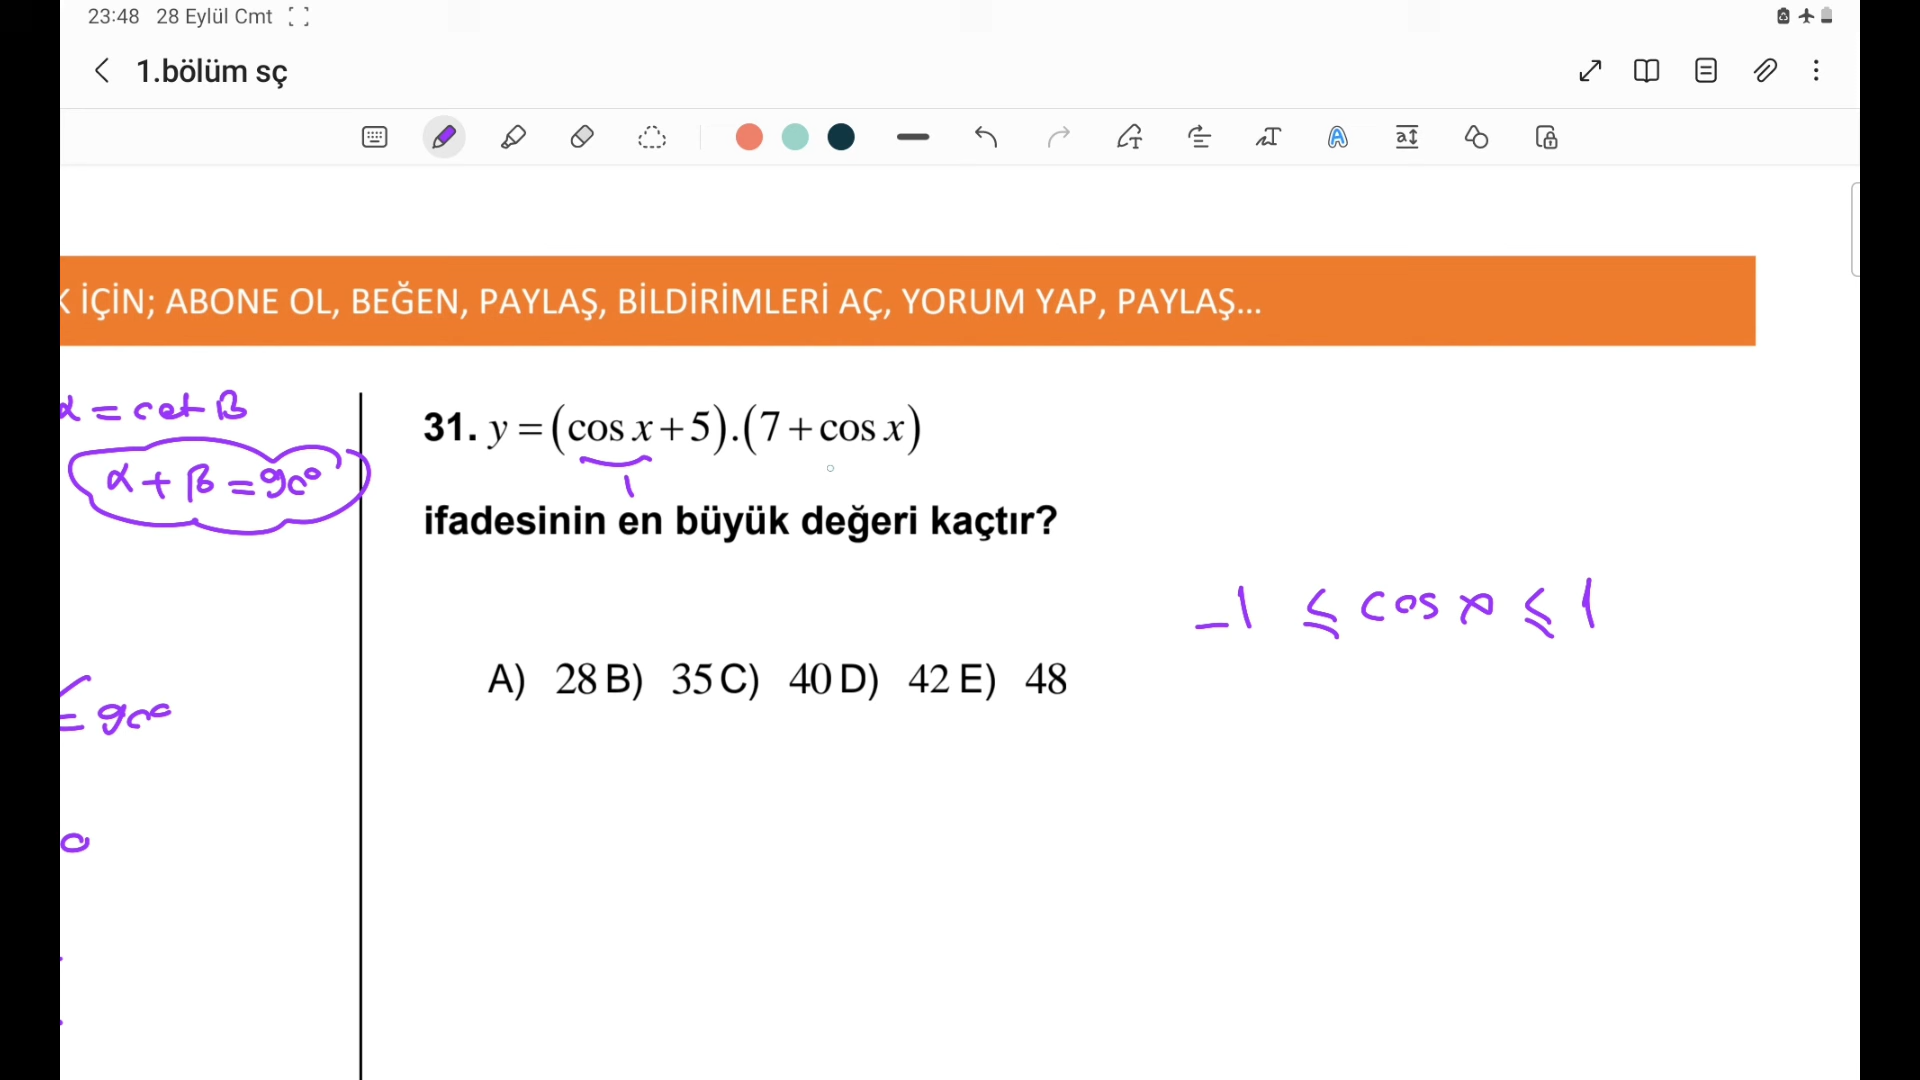 23:48 28 Eylül Cmt
1.bölüm sç
K İÇİN; ABONE OL, BEĞEN, PAYLAŞ, BİLDİRİMLERİ AÇ, YORUM YAP, PAYLAŞ...
α = cot β
α + β = 90°
= 90°
0
31. y = (cos x + 5).(7 + cos x)
1
ifadesinin en büyük değeri kaçtır?
-1 ≤ cos x ≤ 1
A) 28 B) 35 C) 40 D) 42 E) 48